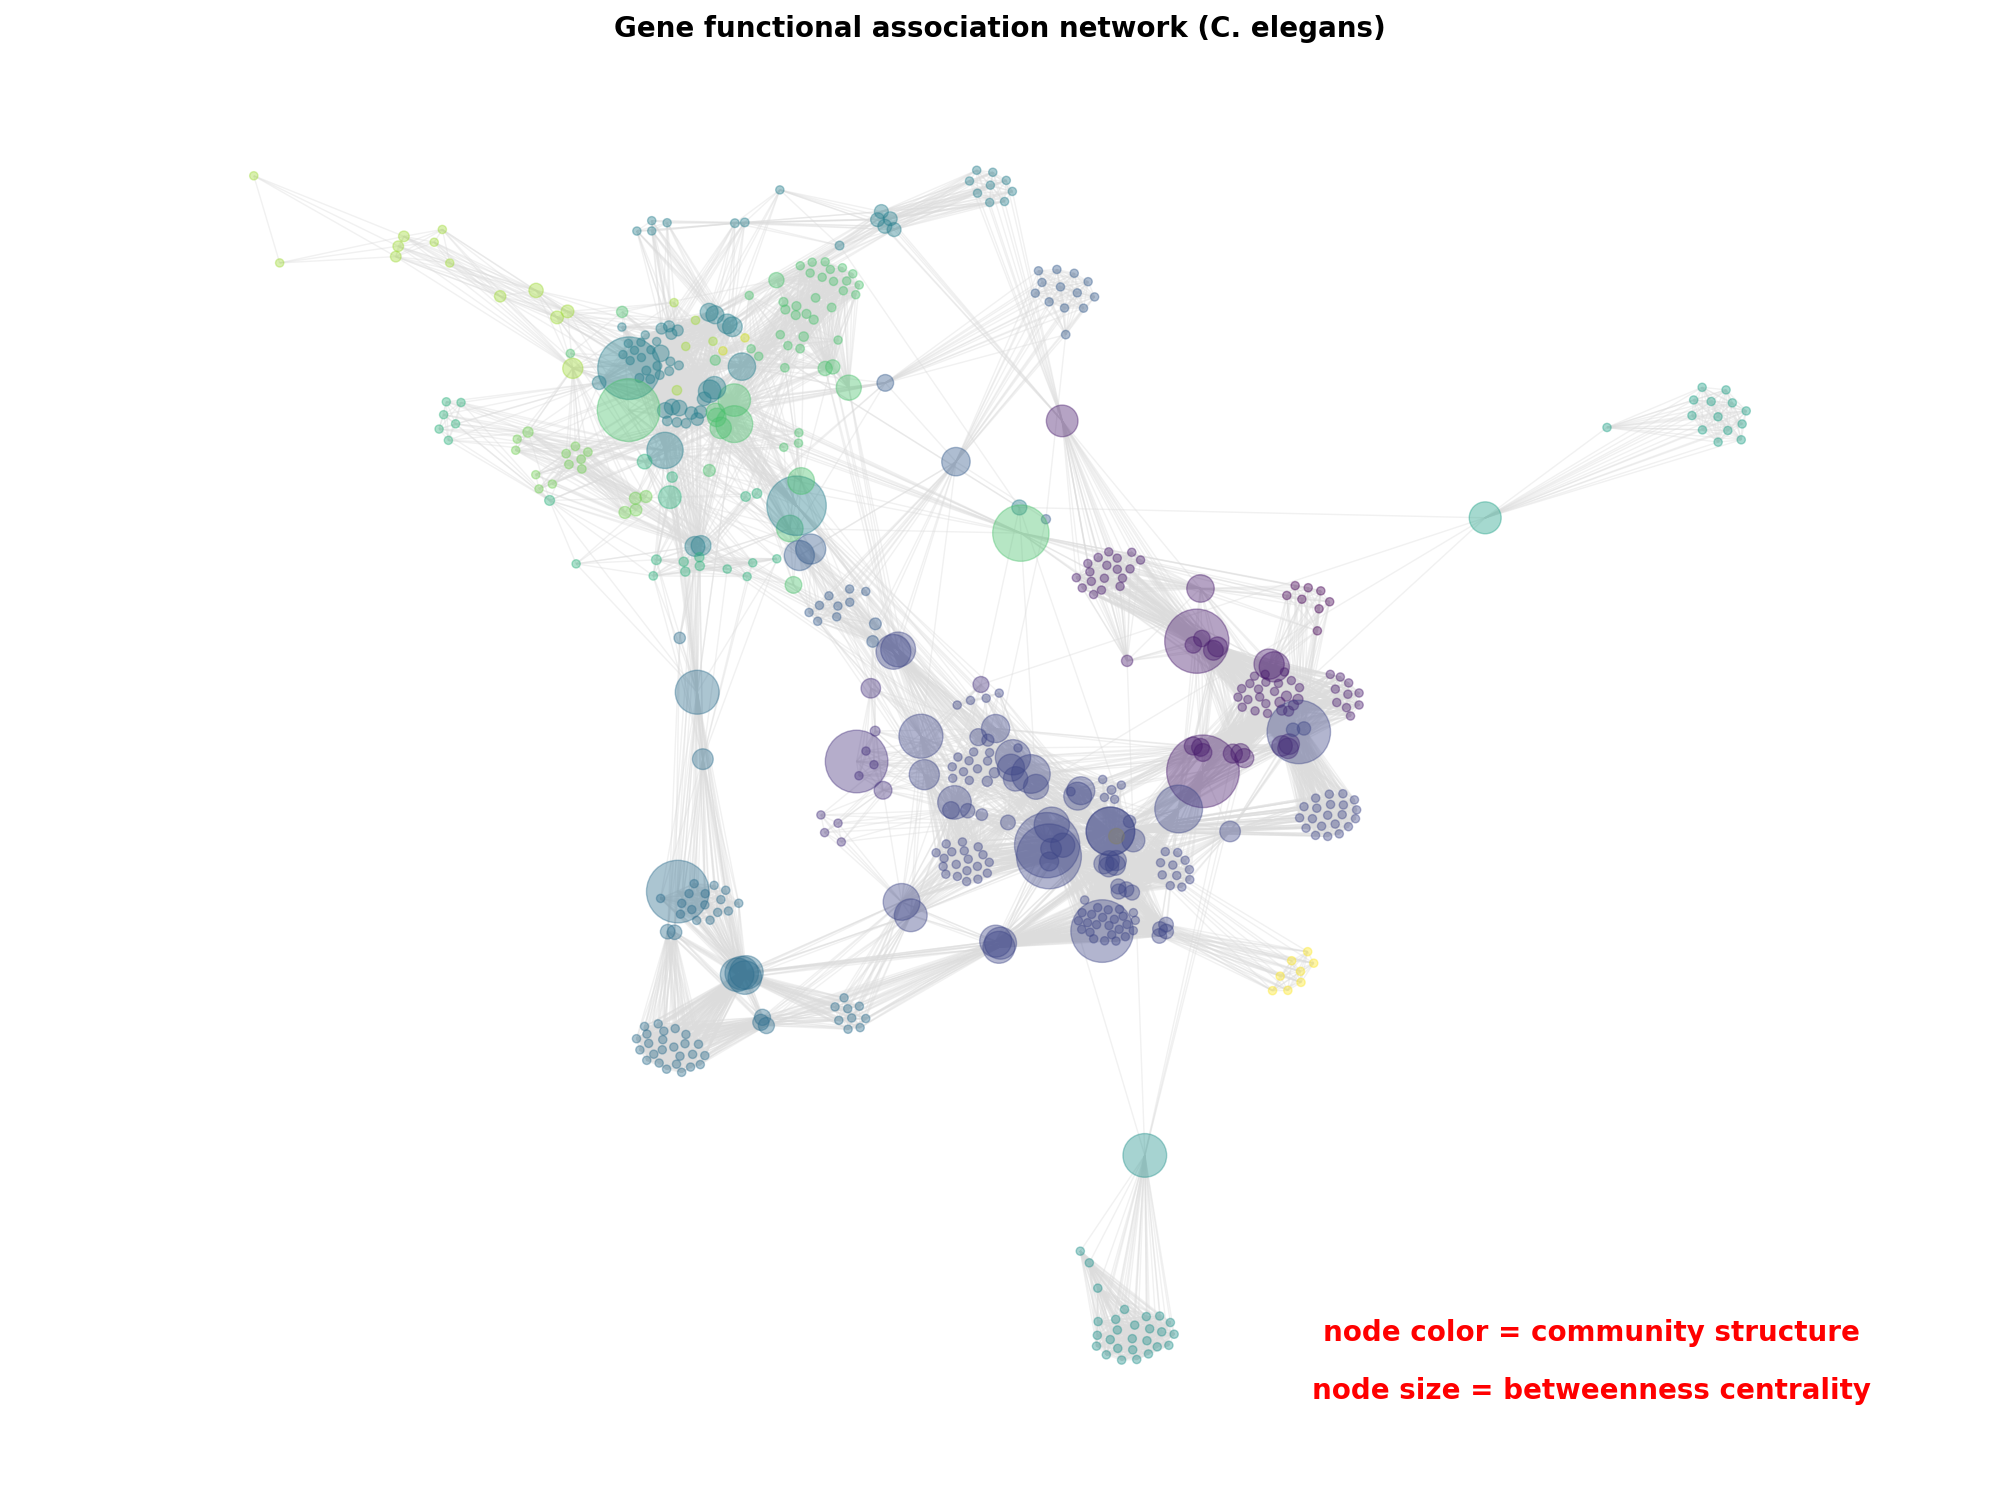 Gene functional association network (C. elegans)
node color = community structure
node size = betweenness centrality